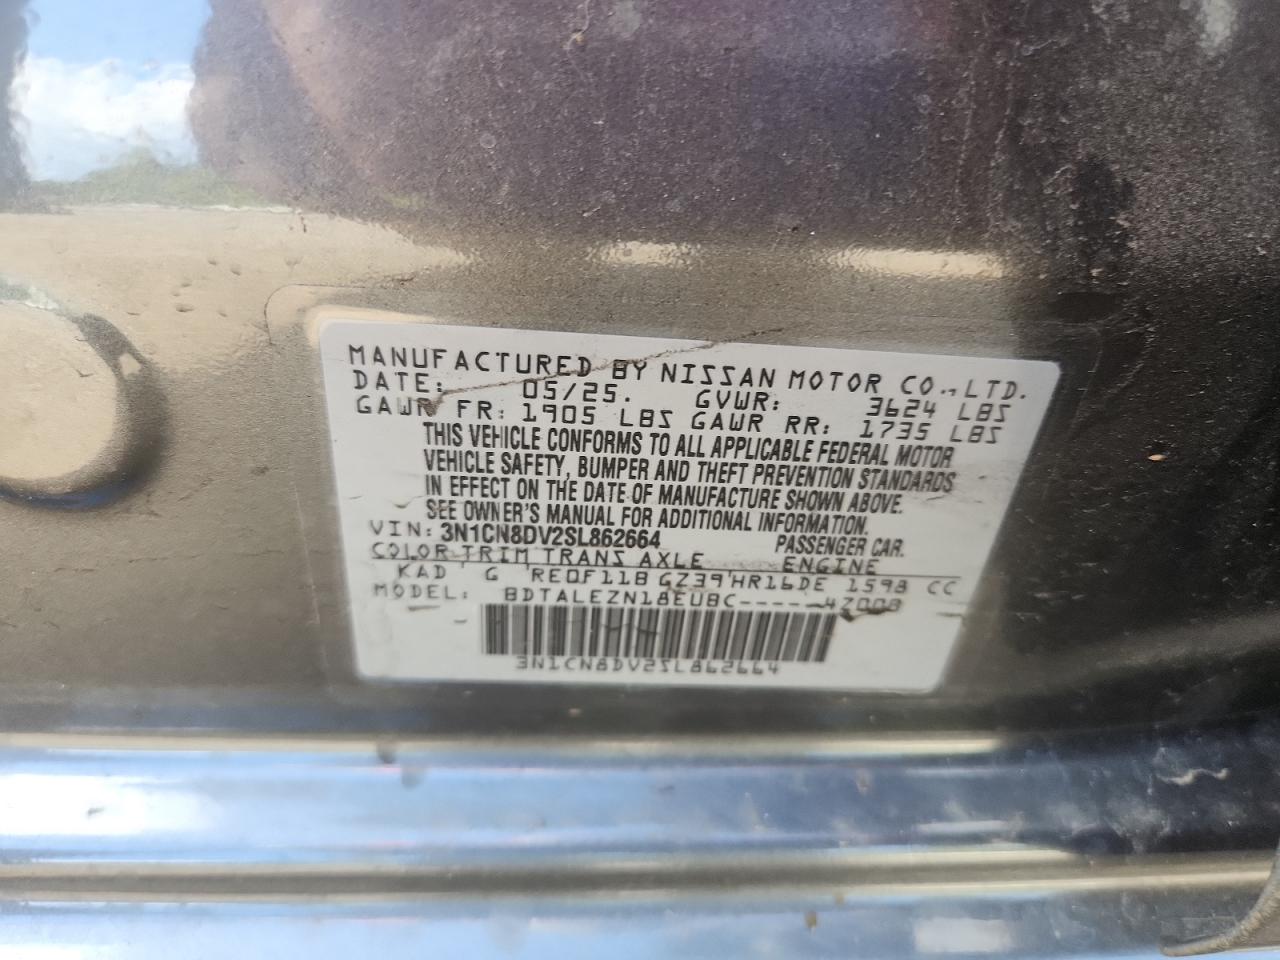 MANUFACTURED BY NISSAN MOTOR CO., LTD.
DATE: 05/25. GVWR: 3624 LBS
GAWR FR: 1905 LBS GAWR RR: 1735 LBS
THIS VEHICLE CONFORMS TO ALL APPLICABLE FEDERAL MOTOR
VEHICLE SAFETY, BUMPER AND THEFT PREVENTION STANDARDS
IN EFFECT ON THE DATE OF MANUFACTURE SHOWN ABOVE.
SEE OWNER'S MANUAL FOR ADDITIONAL INFORMATION.
VIN: 3N1CN8DV2SL862664 PASSENGER CAR.
COLOR TRIM TRANS AXLE ENGINE
KAD G RE0F11B GZ39 HR16DE 1598 CC
MODEL: BDTALEZN18EUBC-----4Z008
3N1CN8DV2SL862664